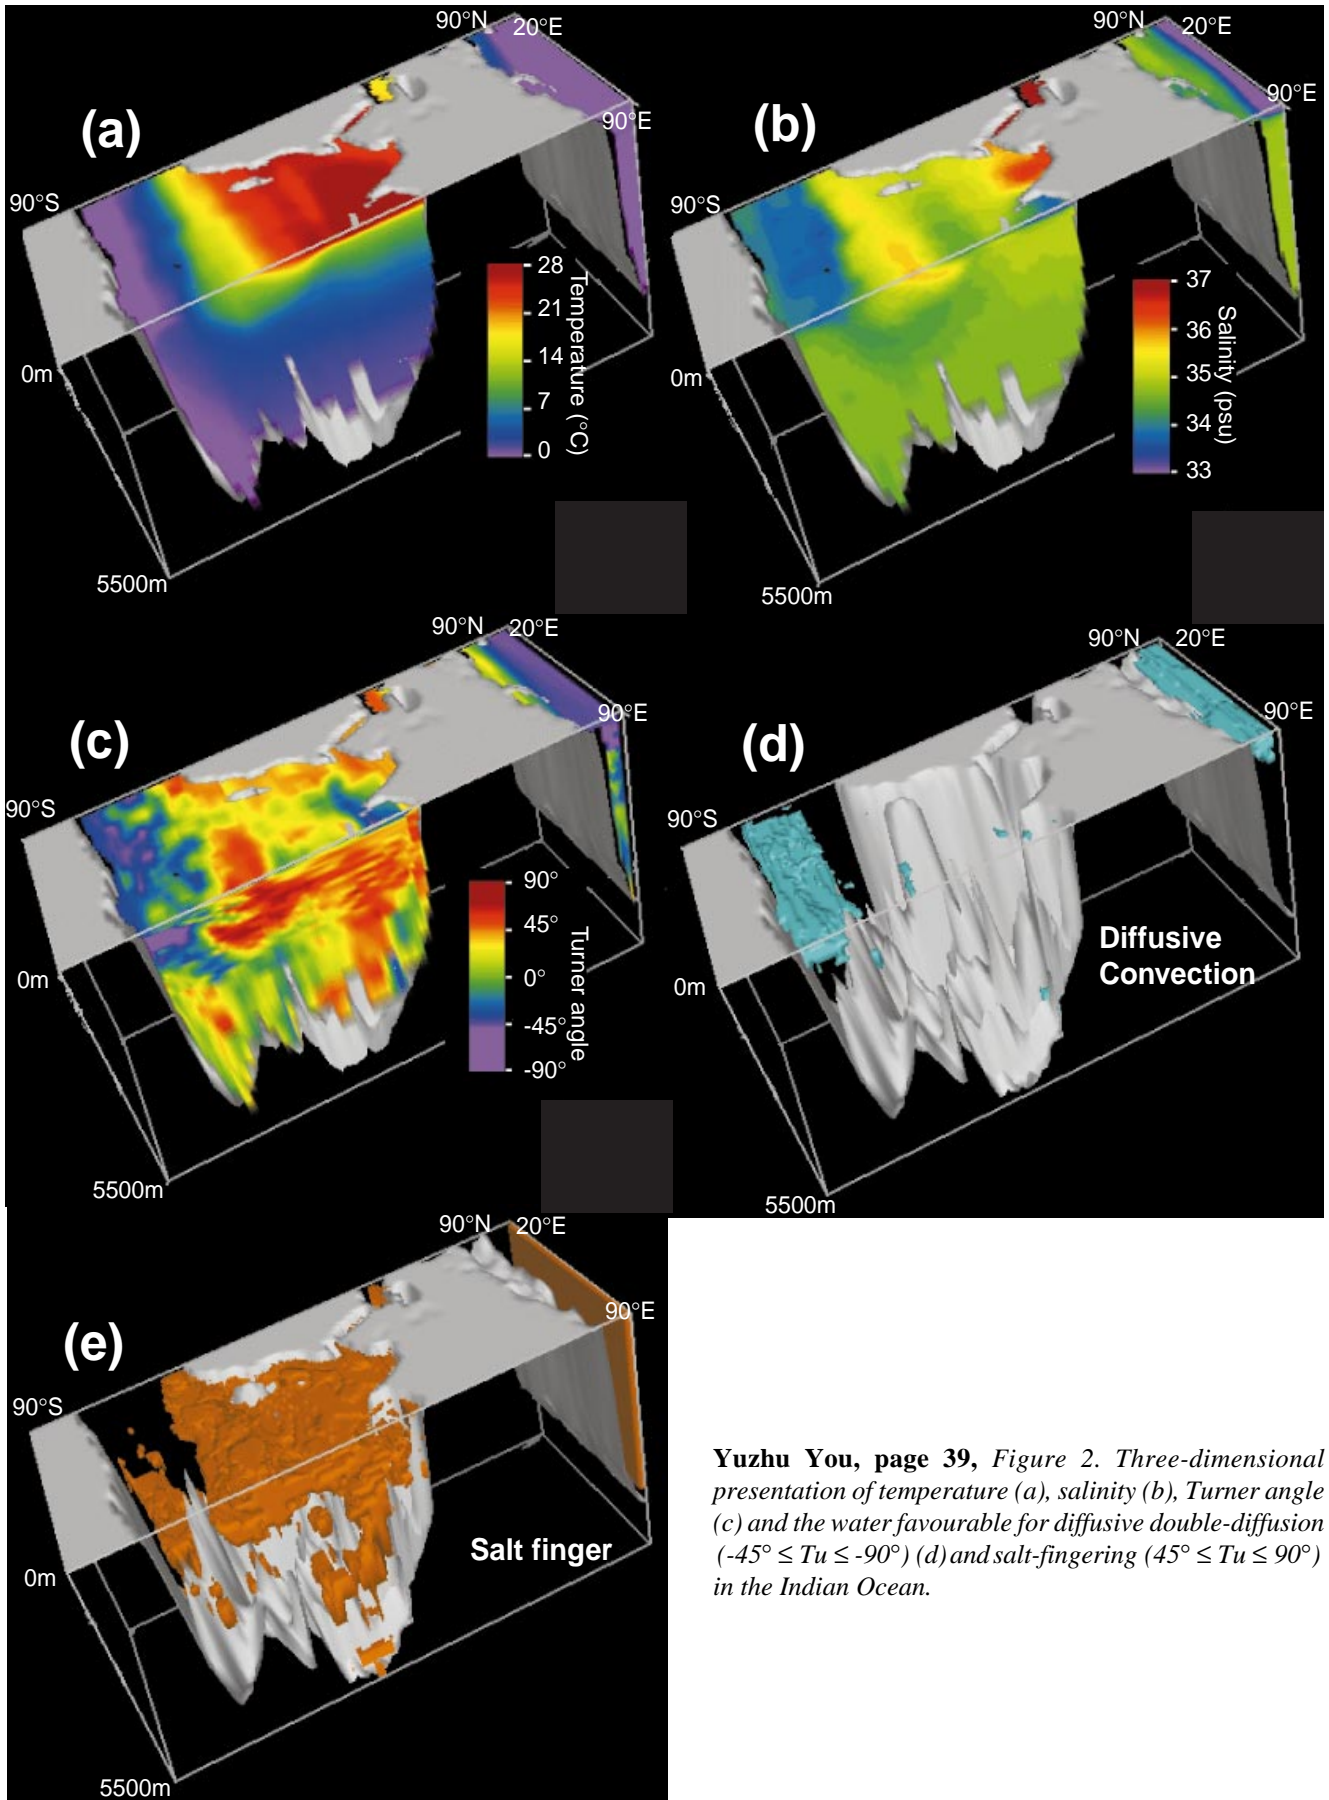 90°N 20°E
(a)
90°E
90°S
28
21
14
7
0
Temperature (°C)
0m
5500m
90°N 20°E
(b)
90°E
90°S
37
36
35
34
33
Salinity (psu)
0m
5500m
90°N 20°E
(c)
90°E
90°S
90°
45°
0°
-45°
-90°
Turner angle
0m
5500m
90°N 20°E
(d)
90°E
90°S
Diffusive
Convection
0m
5500m
90°N 20°E
(e)
90°E
90°S
Salt finger
0m
5500m
Yuzhu You, page 39, Figure 2. Three-dimensional
presentation of temperature (a), salinity (b), Turner angle
(c) and the water favourable for diffusive double-diffusion
(-45° ≤ Tu ≤ -90°) (d) and salt-fingering (45° ≤ Tu ≤ 90°)
in the Indian Ocean.